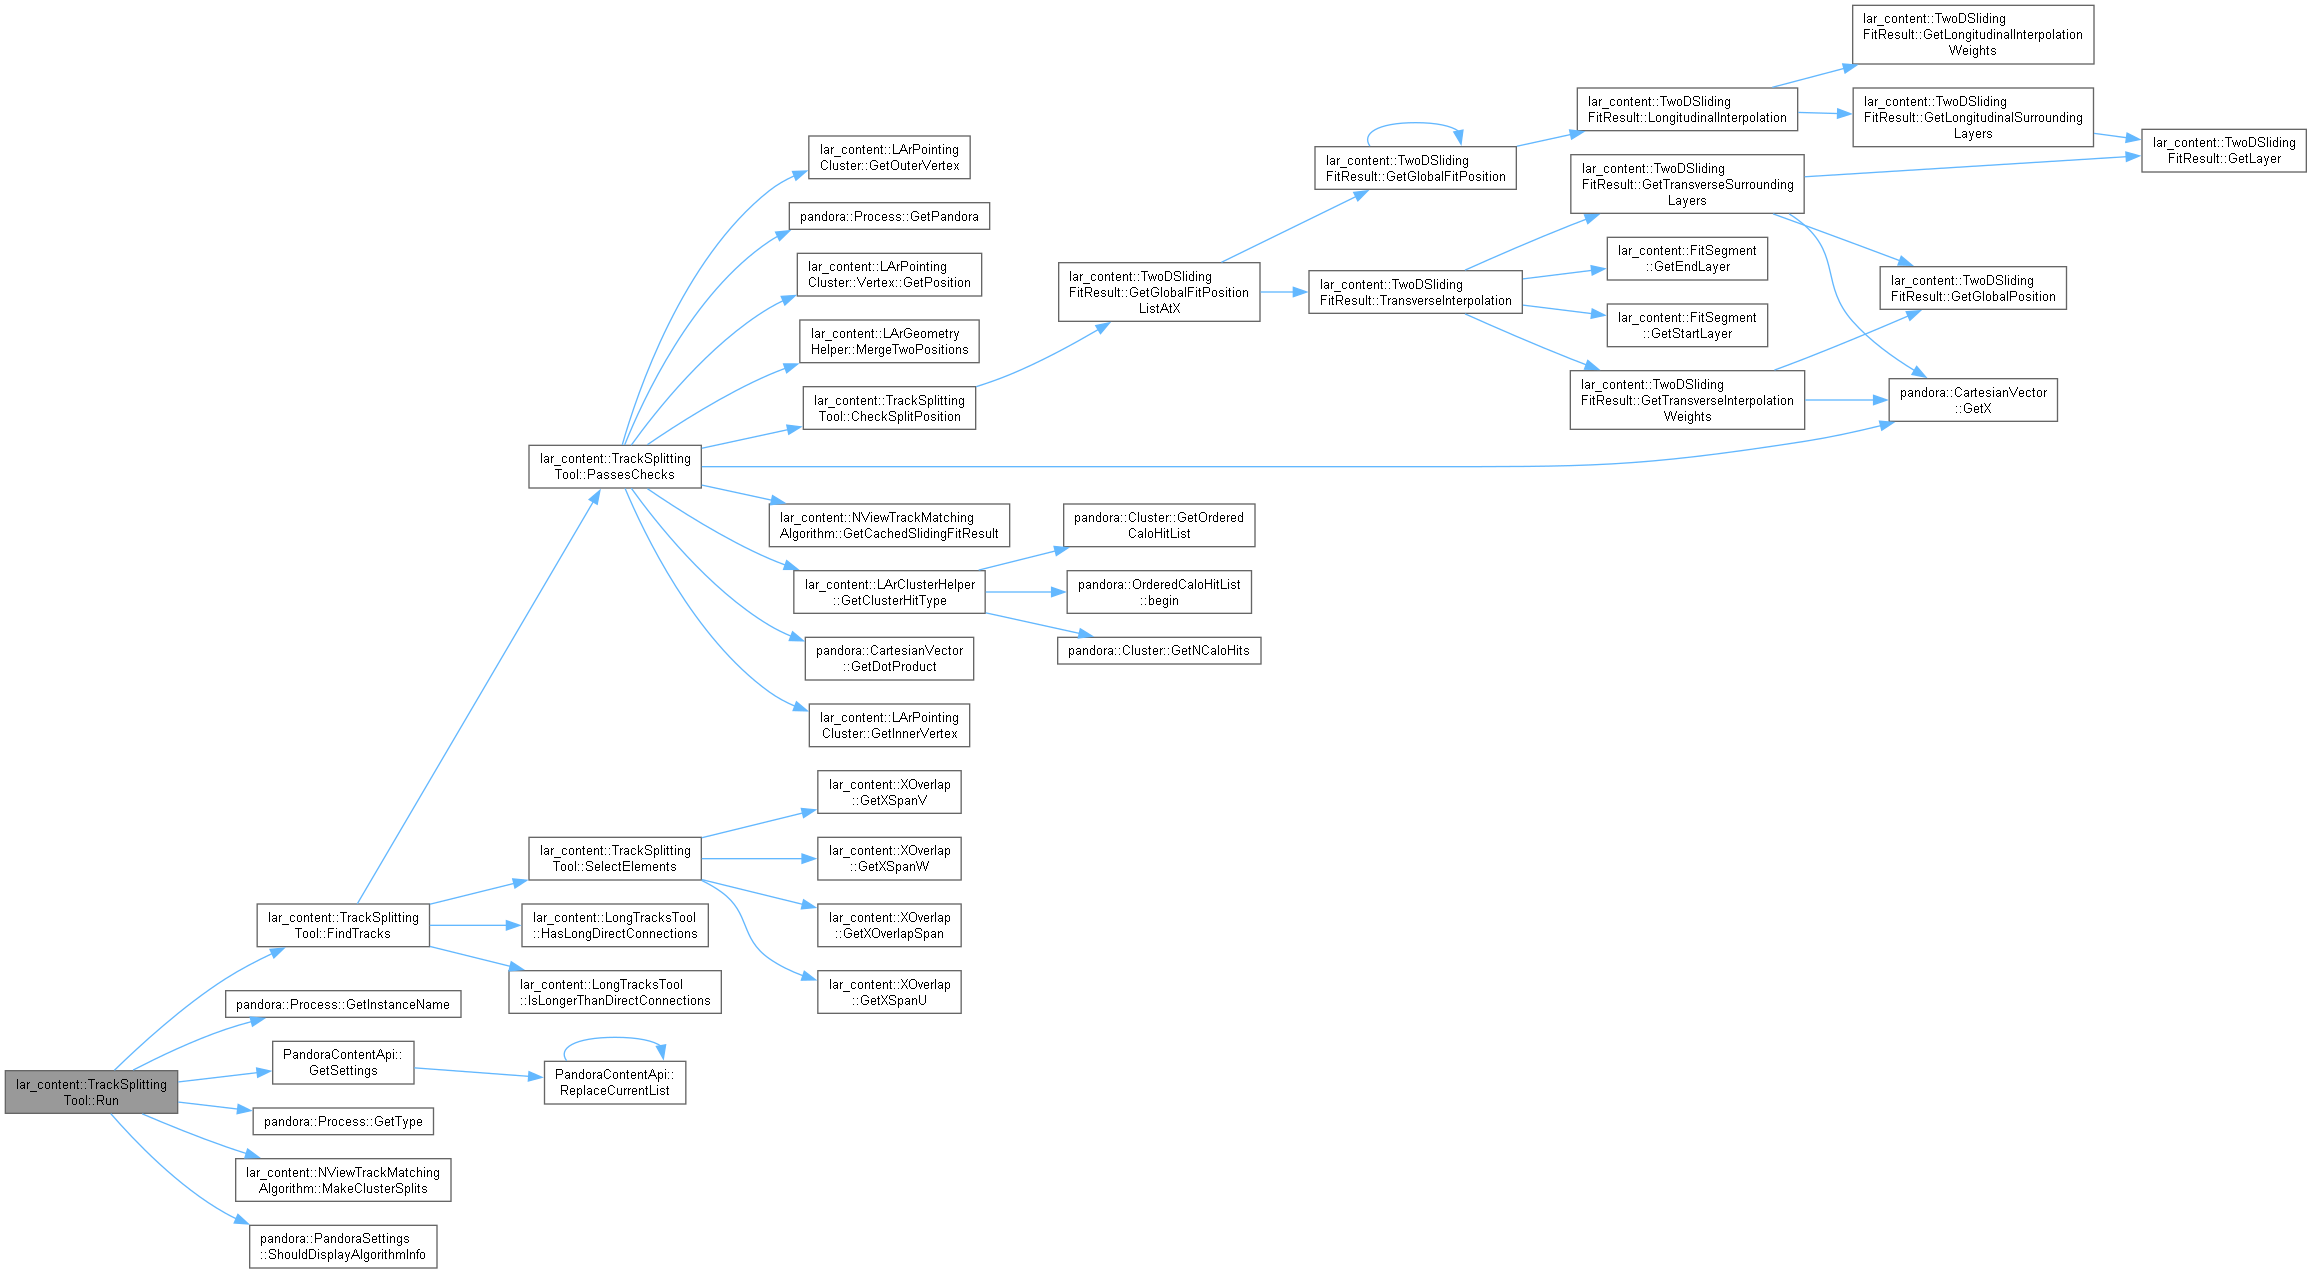 lar_content::TrackSplitting
Tool::Run
lar_content::TrackSplitting
Tool::FindTracks
pandora::Process::GetInstanceName
PandoraContentApi::
GetSettings
pandora::Process::GetType
lar_content::NViewTrackMatching
Algorithm::MakeClusterSplits
pandora::PandoraSettings
::ShouldDisplayAlgorithmInfo
lar_content::TrackSplitting
Tool::PassesChecks
lar_content::TrackSplitting
Tool::SelectElements
lar_content::LongTracksTool
::HasLongDirectConnections
lar_content::LongTracksTool
::IsLongerThanDirectConnections
PandoraContentApi::
ReplaceCurrentList
lar_content::LArPointing
Cluster::GetOuterVertex
pandora::Process::GetPandora
lar_content::LArPointing
Cluster::Vertex::GetPosition
lar_content::LArGeometry
Helper::MergeTwoPositions
lar_content::TrackSplitting
Tool::CheckSplitPosition
lar_content::NViewTrackMatching
Algorithm::GetCachedSlidingFitResult
lar_content::LArClusterHelper
::GetClusterHitType
pandora::CartesianVector
::GetDotProduct
lar_content::LArPointing
Cluster::GetInnerVertex
lar_content::XOverlap
::GetXSpanV
lar_content::XOverlap
::GetXSpanW
lar_content::XOverlap
::GetXOverlapSpan
lar_content::XOverlap
::GetXSpanU
lar_content::TwoDSliding
FitResult::GetGlobalFitPosition
ListAtX
pandora::Cluster::GetOrdered
CaloHitList
pandora::OrderedCaloHitList
::begin
pandora::Cluster::GetNCaloHits
lar_content::TwoDSliding
FitResult::GetGlobalFitPosition
lar_content::TwoDSliding
FitResult::TransverseInterpolation
lar_content::TwoDSliding
FitResult::LongitudinalInterpolation
lar_content::TwoDSliding
FitResult::GetTransverseSurrounding
Layers
lar_content::FitSegment
::GetEndLayer
lar_content::FitSegment
::GetStartLayer
lar_content::TwoDSliding
FitResult::GetTransverseInterpolation
Weights
lar_content::TwoDSliding
FitResult::GetLongitudinalInterpolation
Weights
lar_content::TwoDSliding
FitResult::GetLongitudinalSurrounding
Layers
lar_content::TwoDSliding
FitResult::GetGlobalPosition
pandora::CartesianVector
::GetX
lar_content::TwoDSliding
FitResult::GetLayer